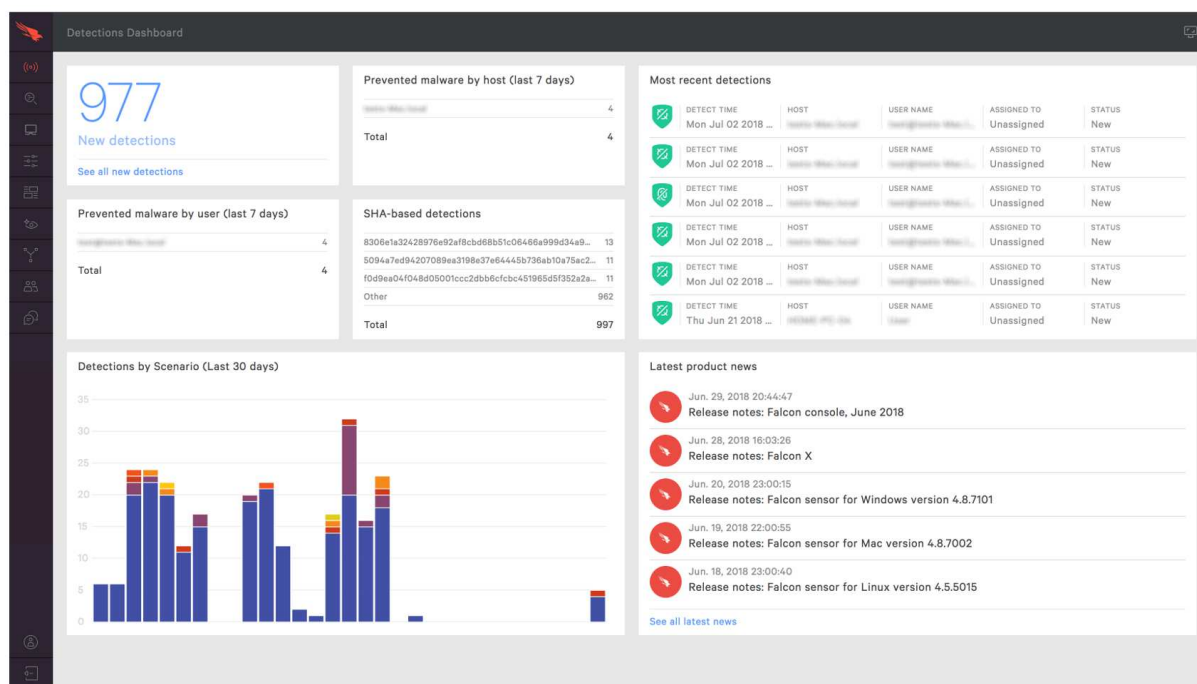 Detections Dashboard
977
New detections
See all new detections
Prevented malware by host (last 7 days)
4
Total 4
Prevented malware by user (last 7 days)
4
Total 4
SHA-based detections
8306e1a32428976e92af8cbd68b51c06466a999d34a9... 13
5094a7ed94207089ea3198e37e64445b736ab10a75ac2... 11
f0d9ea04f048d05001ccc2dbb6cfcbc451965d5f352a2a... 11
Other 962
Total 997
Most recent detections
DETECT TIME HOST USER NAME ASSIGNED TO STATUS
Mon Jul 02 2018 ... Unassigned New
DETECT TIME HOST USER NAME ASSIGNED TO STATUS
Mon Jul 02 2018 ... Unassigned New
DETECT TIME HOST USER NAME ASSIGNED TO STATUS
Mon Jul 02 2018 ... Unassigned New
DETECT TIME HOST USER NAME ASSIGNED TO STATUS
Mon Jul 02 2018 ... Unassigned New
DETECT TIME HOST USER NAME ASSIGNED TO STATUS
Mon Jul 02 2018 ... Unassigned New
DETECT TIME HOST USER NAME ASSIGNED TO STATUS
Thu Jun 21 2018 ... Unassigned New
Detections by Scenario (Last 30 days)
35
30
25
20
15
10
5
0
Latest product news
Jun. 29, 2018 20:44:47
Release notes: Falcon console, June 2018
Jun. 28, 2018 16:03:26
Release notes: Falcon X
Jun. 20, 2018 23:00:15
Release notes: Falcon sensor for Windows version 4.8.7101
Jun. 19, 2018 22:00:55
Release notes: Falcon sensor for Mac version 4.8.7002
Jun. 18, 2018 23:00:40
Release notes: Falcon sensor for Linux version 4.5.5015
See all latest news